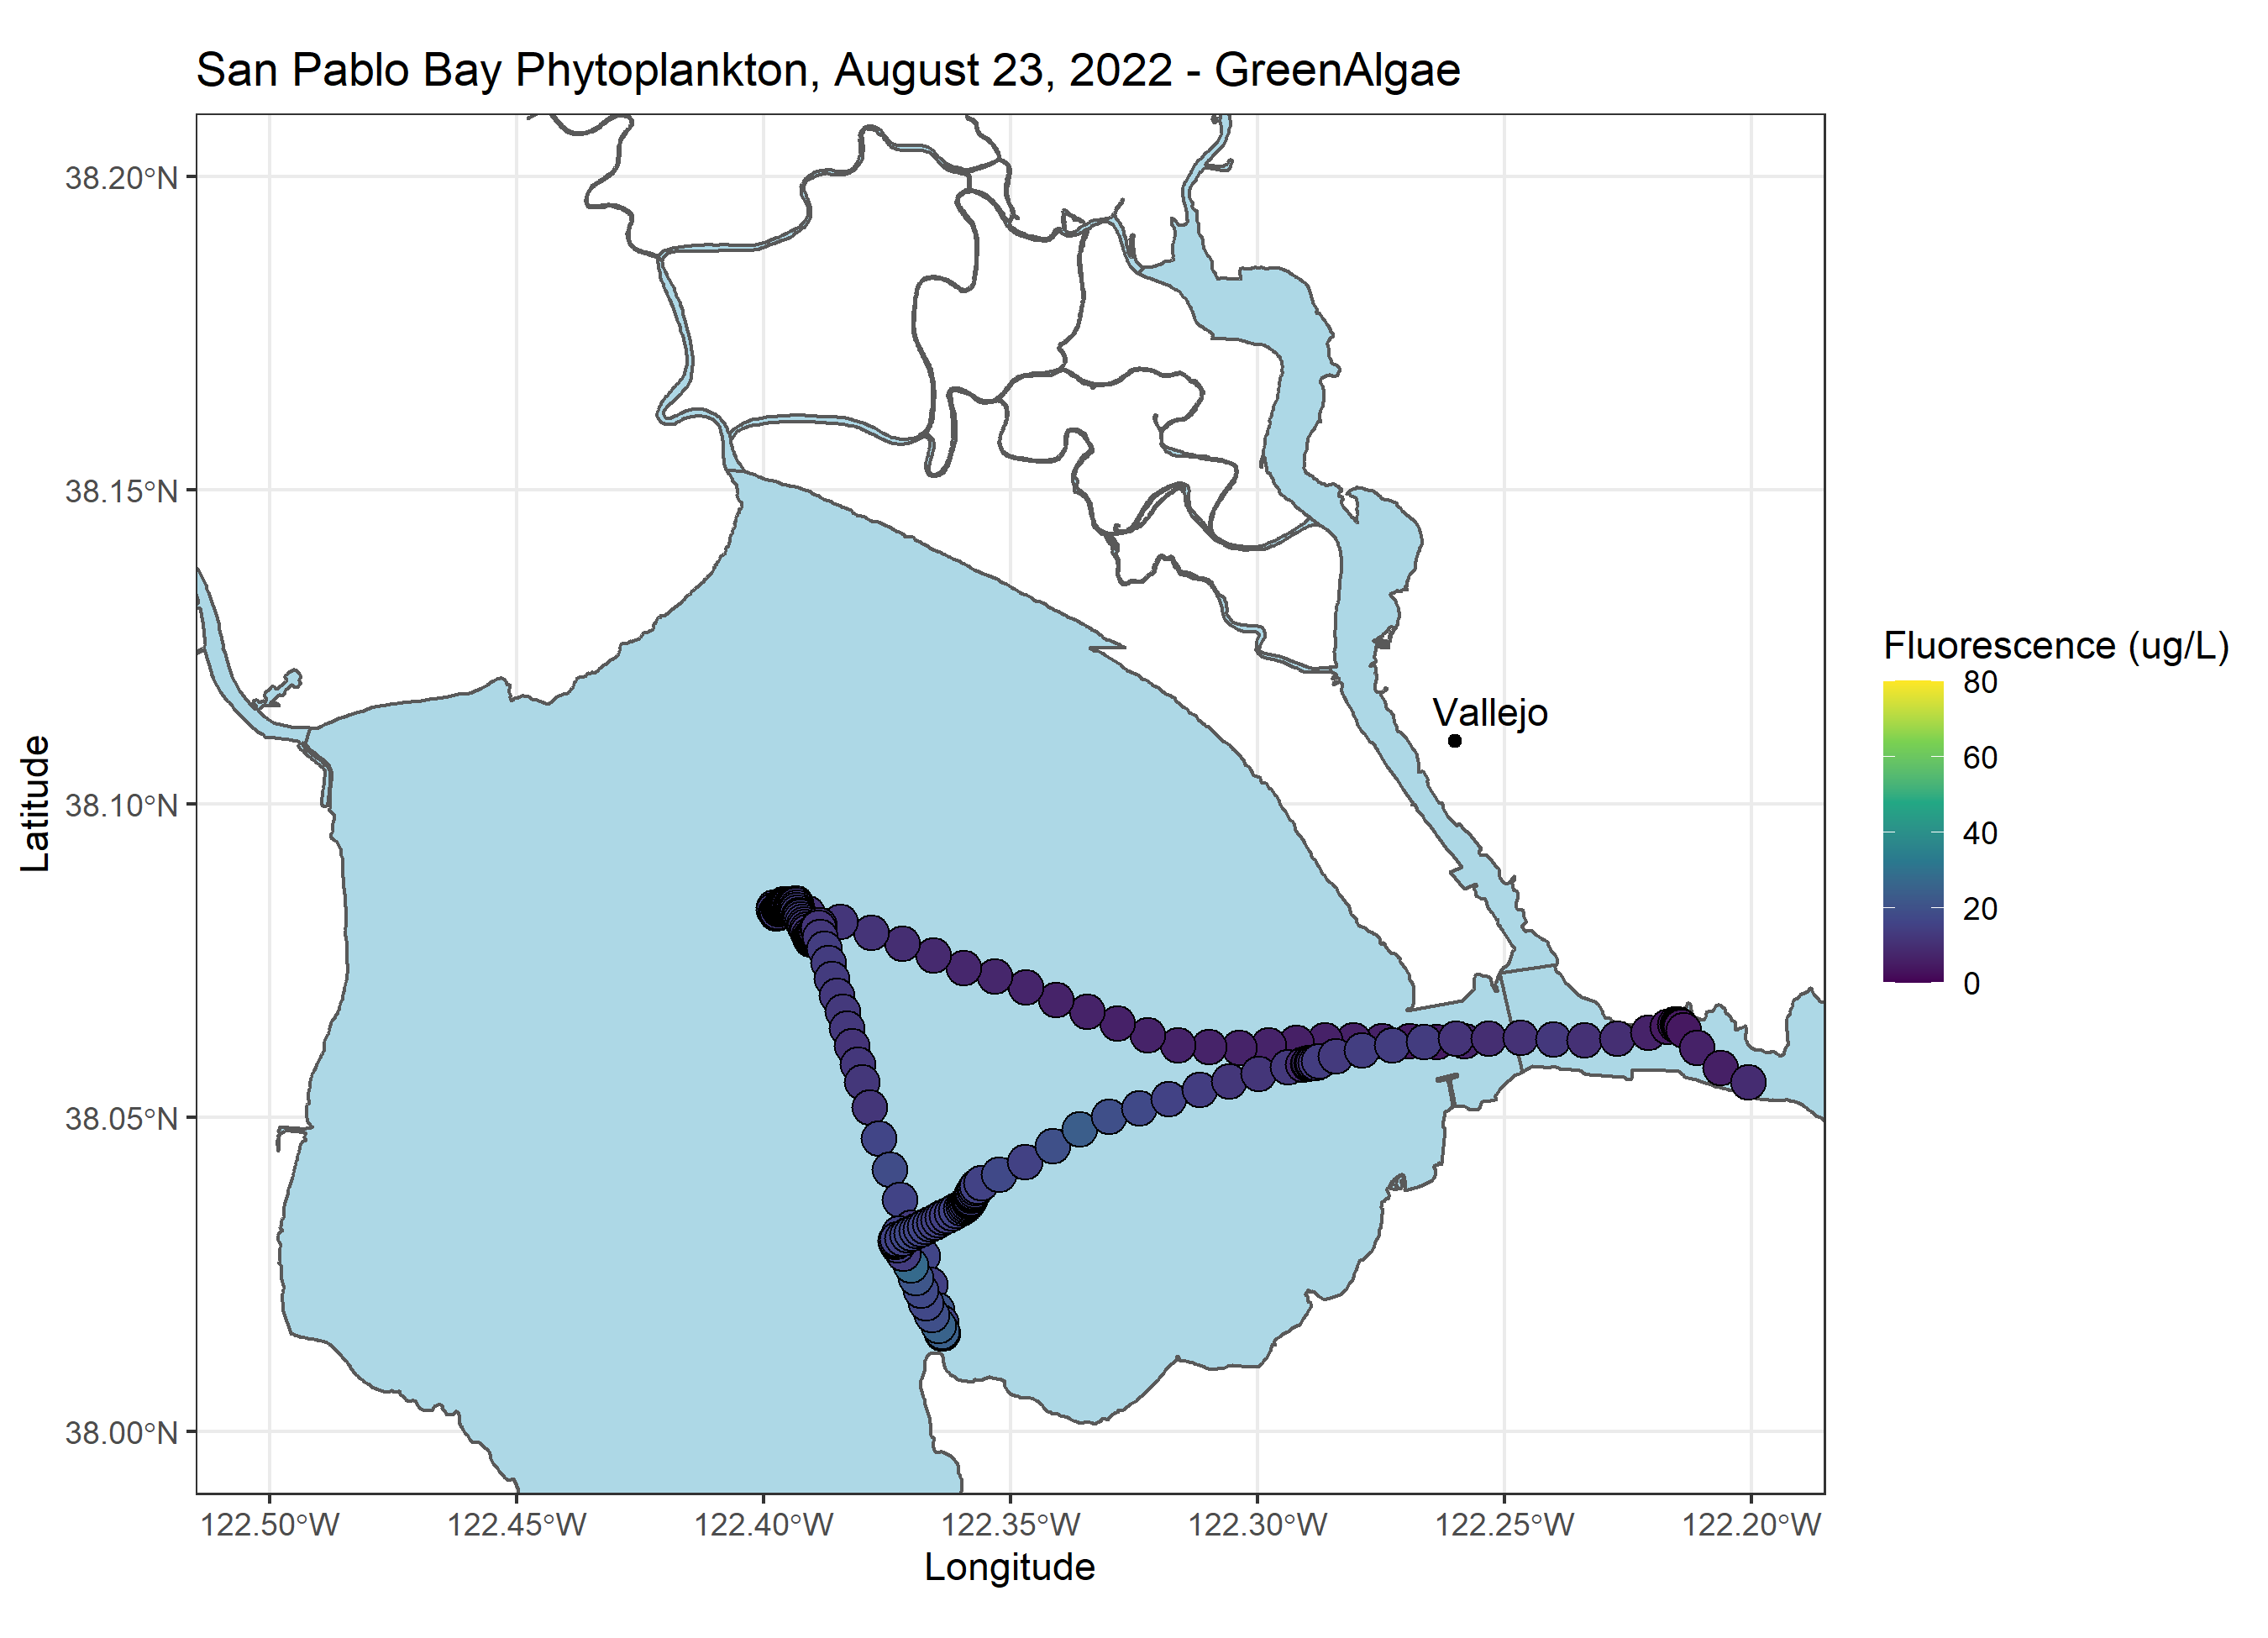 San Pablo Bay Phytoplankton, August 23, 2022 - GreenAlgae
38.20°N
38.15°N
38.10°N
38.05°N
38.00°N
Latitude
Vallejo
122.50°W
122.45°W
122.40°W
122.35°W
122.30°W
122.25°W
122.20°W
Longitude
Fluorescence (ug/L)
80
60
40
20
0